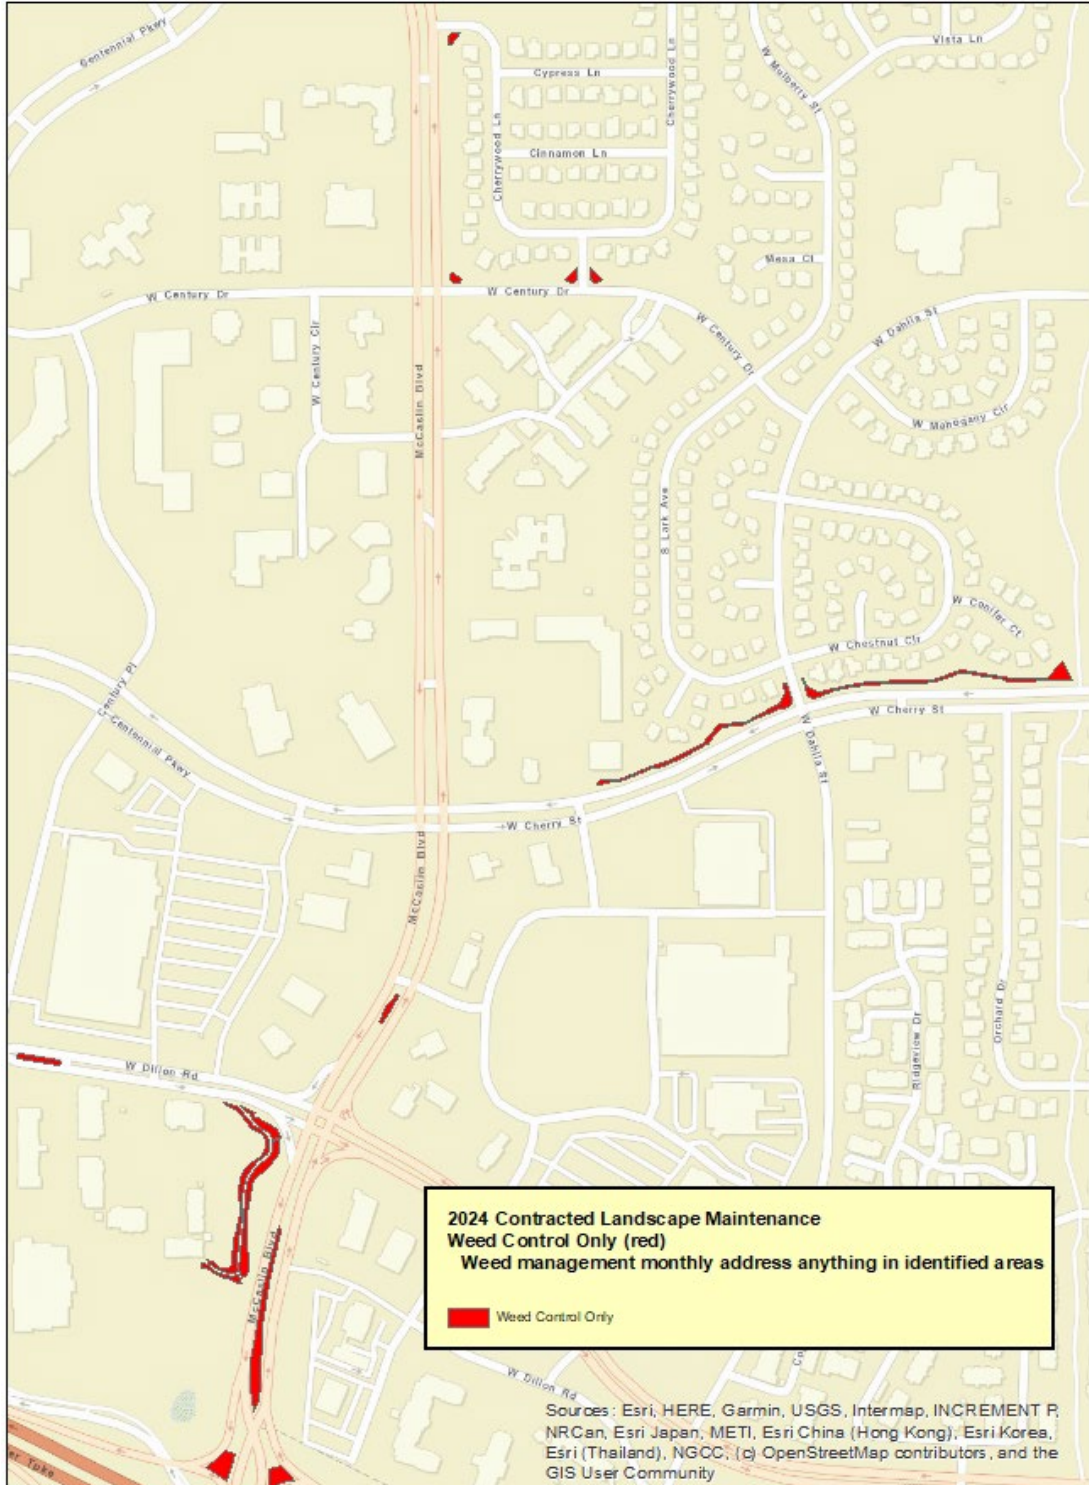 Centennial Pkwy
Vista Ln
W Mulberry St
Cherrywood Ln
Cypress Ln
Cherrywood Ln
Cinnamon Ln
Mesa Ct
W Century Dr
W Century Dr
W Century Dr
W Dahlia St
W Century Cir
McCaslin Blvd
W Mahogany Cir
S Lark Ave
W Conifer Ct
W Chestnut Cir
Century Pl
W Cherry St
W Dahlia St
Centennial Pkwy
W Cherry St
McCaslin Blvd
Orchard Dr
Ridgeview Dr
W Dillon Rd
McCaslin Blvd
2024 Contracted Landscape Maintenance
Weed Control Only (red)
Weed management monthly address anything in identified areas
Weed Control Only
W Dillon Rd
Sources: Esri, HERE, Garmin, USGS, Intermap, INCREMENT P,
NRCan, Esri Japan, METI, Esri China (Hong Kong), Esri Korea,
Esri (Thailand), NGCC, (c) OpenStreetMap contributors, and the
GIS User Community
er Tpke